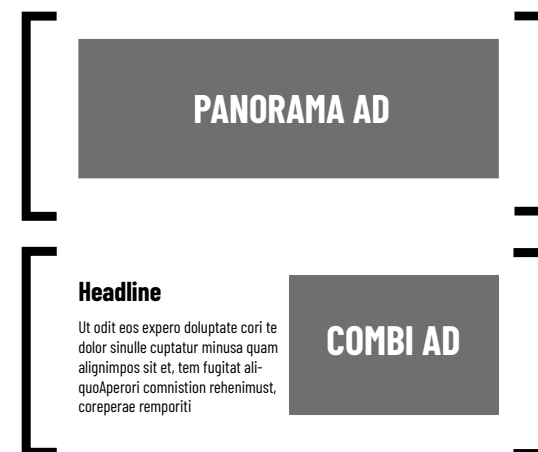 PANORAMA AD
Headline
Ut odit eos expero doluptate cori te
dolor sinulle cuptatur minusa quam
alignimpos sit et, tem fugitat ali-
quoAperori comnistion rehenimust,
coreperae remporiti
COMBI AD